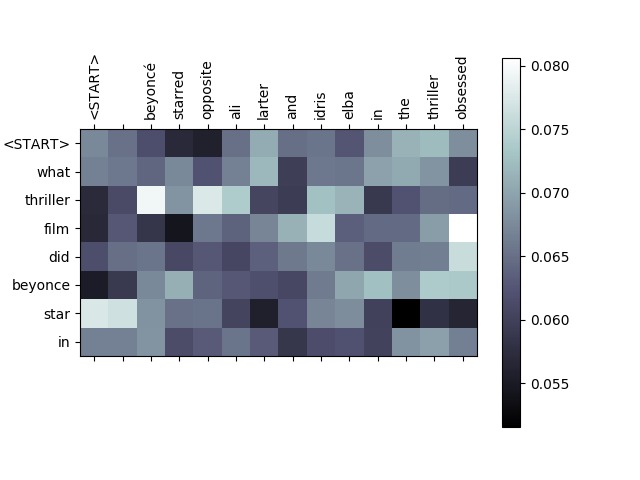 <START> beyoncé starred opposite ali larter and idris elba in the thriller obsessed
<START>
what
thriller
film
did
beyonce
star
in
0.080
0.075
0.070
0.065
0.060
0.055